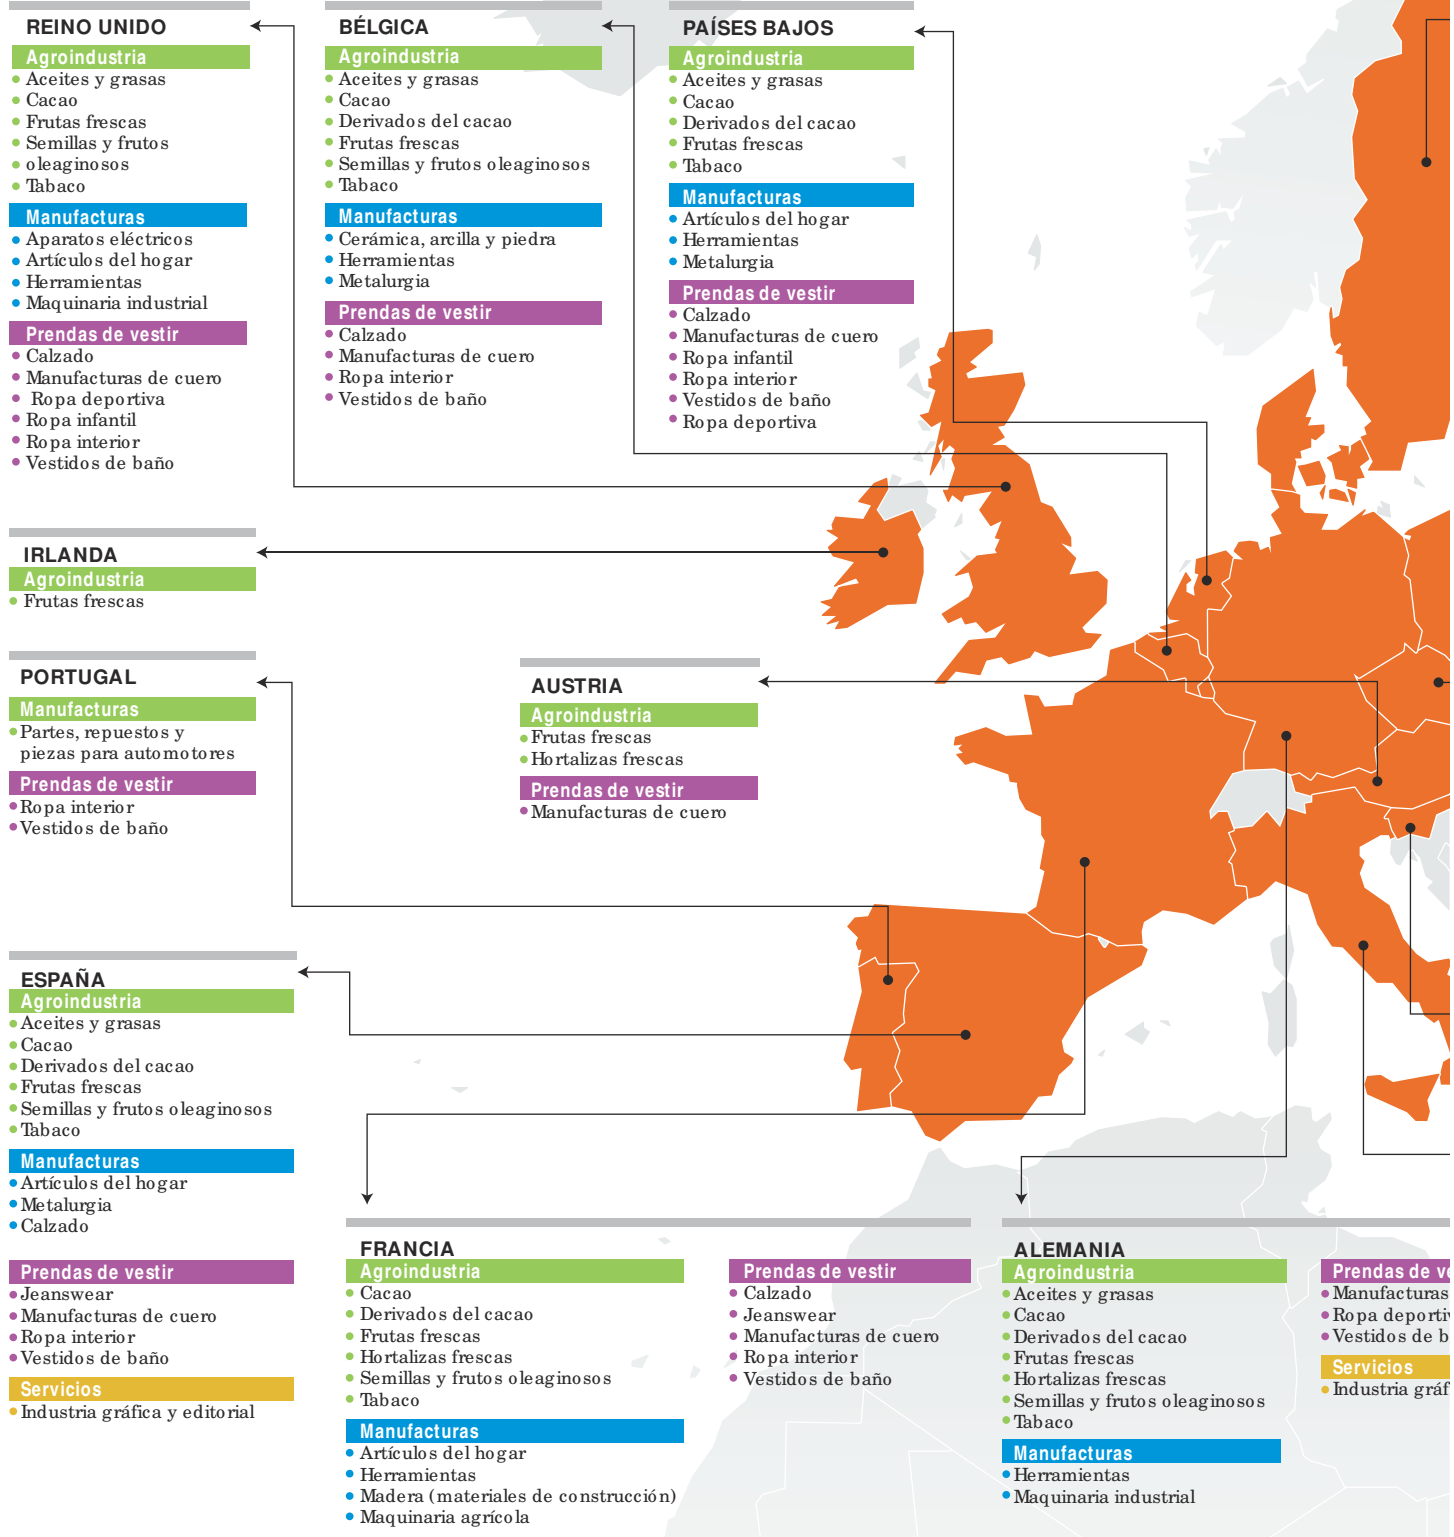 REINO UNIDO
Agroindustria
Aceites y grasas
Cacao
Frutas frescas
Semillas y frutos
oleaginosos
Tabaco
Manufacturas
Aparatos eléctricos
Artículos del hogar
Herramientas
Maquinaria industrial
Prendas de vestir
Calzado
Manufacturas de cuero
Ropa deportiva
Ropa infantil
Ropa interior
Vestidos de baño
BÉLGICA
Agroindustria
Aceites y grasas
Cacao
Derivados del cacao
Frutas frescas
Semillas y frutos oleaginosos
Tabaco
Manufacturas
Cerámica, arcilla y piedra
Herramientas
Metalurgia
Prendas de vestir
Calzado
Manufacturas de cuero
Ropa interior
Vestidos de baño
PAÍSES BAJOS
Agroindustria
Aceites y grasas
Cacao
Derivados del cacao
Frutas frescas
Tabaco
Manufacturas
Artículos del hogar
Herramientas
Metalurgia
Prendas de vestir
Calzado
Manufacturas de cuero
Ropa infantil
Ropa interior
Vestidos de baño
Ropa deportiva
IRLANDA
Agroindustria
Frutas frescas
PORTUGAL
Manufacturas
Partes, repuestos y
piezas para automotores
Prendas de vestir
Ropa interior
Vestidos de baño
AUSTRIA
Agroindustria
Frutas frescas
Hortalizas frescas
Prendas de vestir
Manufacturas de cuero
ESPAÑA
Agroindustria
Aceites y grasas
Cacao
Derivados del cacao
Frutas frescas
Semillas y frutos oleaginosos
Tabaco
Manufacturas
Artículos del hogar
Metalurgia
Calzado
Prendas de vestir
Jeanswear
Manufacturas de cuero
Ropa interior
Vestidos de baño
Servicios
Industria gráfica y editorial
FRANCIA
Agroindustria
Cacao
Derivados del cacao
Frutas frescas
Hortalizas frescas
Semillas y frutos oleaginosos
Tabaco
Manufacturas
Artículos del hogar
Herramientas
Madera (materiales de construcción)
Maquinaria agrícola
Prendas de vestir
Calzado
Jeanswear
Manufacturas de cuero
Ropa interior
Vestidos de baño
ALEMANIA
Agroindustria
Aceites y grasas
Cacao
Derivados del cacao
Frutas frescas
Hortalizas frescas
Semillas y frutos oleaginosos
Tabaco
Manufacturas
Herramientas
Maquinaria industrial
Prendas de
Manufacturas
Ropa
Vestidos de
Servicios
Industria